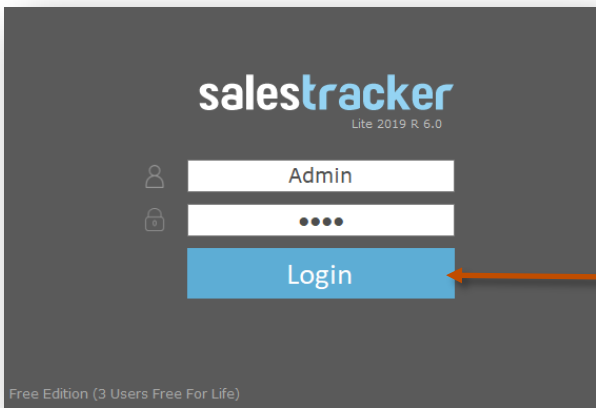 salestracker
Lite 2019 R 6.0
Admin
••••
Login
Free Edition (3 Users Free For Life)